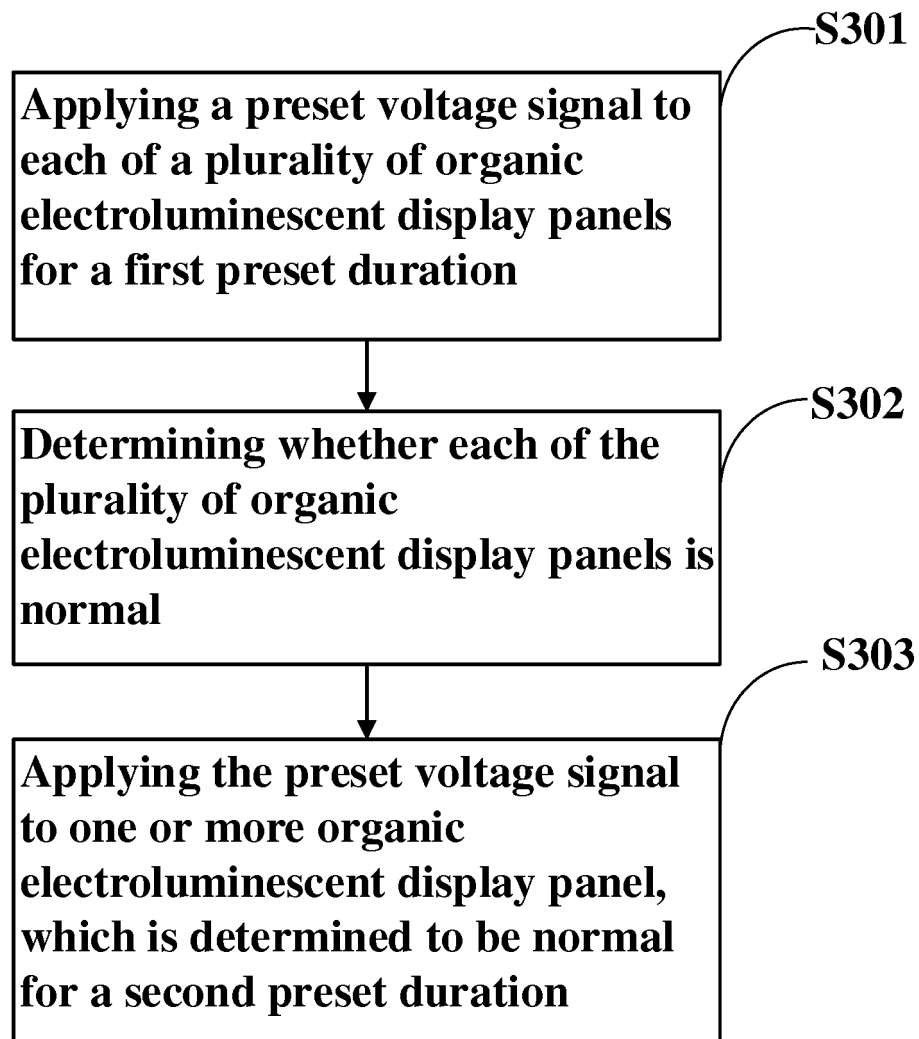 S301
Applying a preset voltage signal to
each of a plurality of organic
electroluminescent display panels
for a first preset duration
S302
Determining whether each of the
plurality of organic
electroluminescent display panels is
normal
S303
Applying the preset voltage signal
to one or more organic
electroluminescent display panel,
which is determined to be normal
for a second preset duration